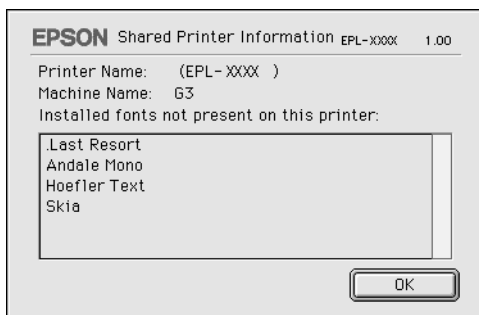 EPSON Shared Printer Information EPL-XXXX 1.00
Printer Name: (EPL-XXXX )
Machine Name: G3
Installed fonts not present on this printer:
.Last Resort
Andale Mono
Hoefler Text
Skia
OK